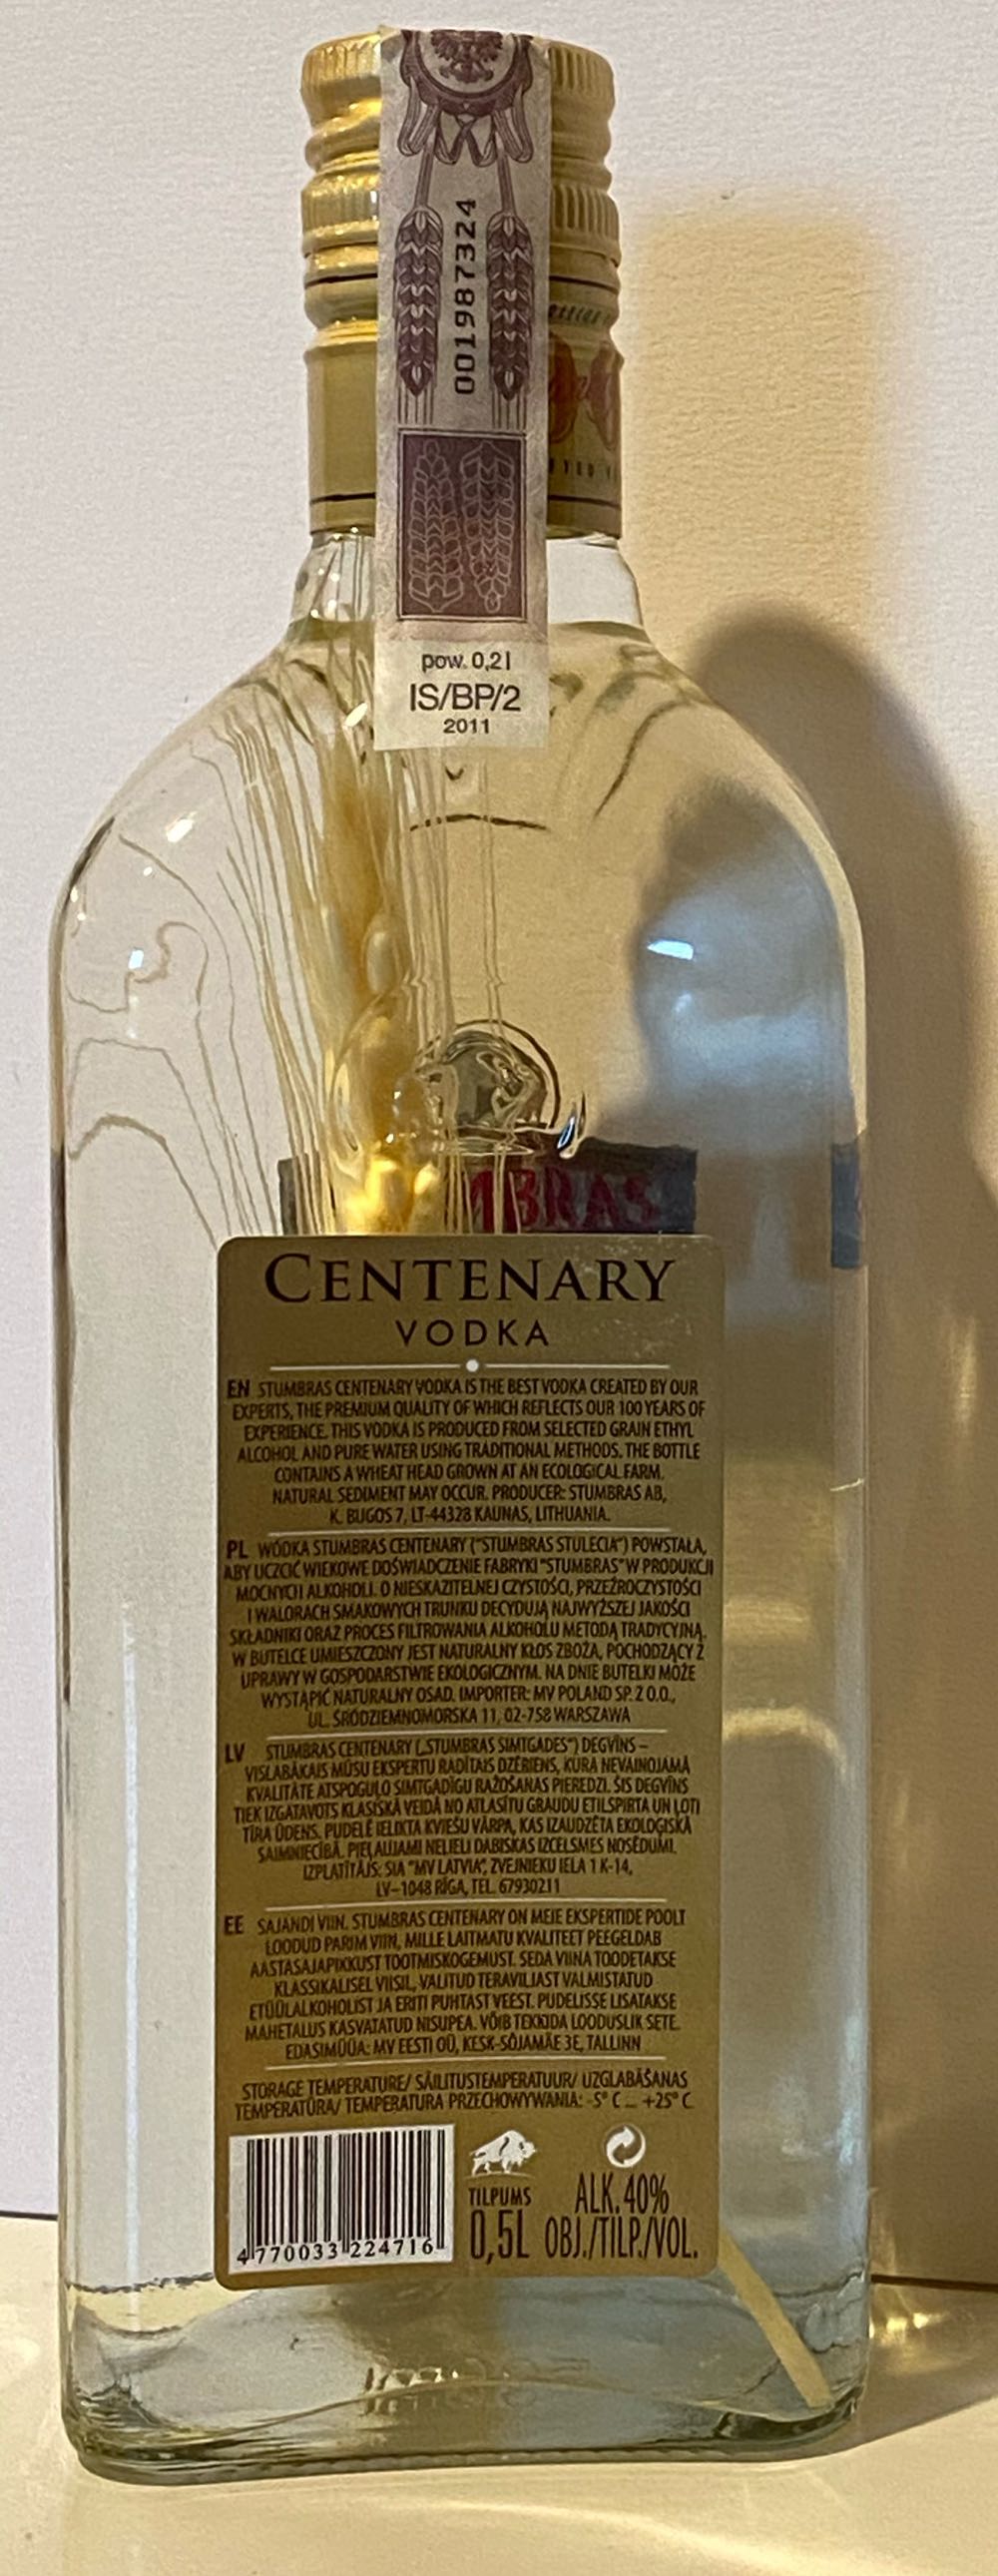 00198 7324
pow. 0,2 l
IS/BP/2
2011
MBRAS
CENTENARY
VODKA
EN STUMBRAS CENTENARY VODKA IS THE BEST VODKA CREATED BY OUR
EXPERTS, THE PREMIUM QUALITY OF WHICH REFLECTS OUR 100 YEARS OF
EXPERIENCE. THIS VODKA IS PRODUCED FROM SELECTED GRAIN ETHYL
ALCOHOL AND PURE WATER USING TRADITIONAL METHODS. THE BOTTLE
CONTAINS A WHEAT HEAD GROWN AT AN ECOLOGICAL FARM.
NATURAL SEDIMENT MAY OCCUR. PRODUCER: STUMBRAS AB,
K. BUGOS 7, LT-44328 KAUNAS, LITHUANIA.
PL WÓDKA STUMBRAS CENTENARY ("STUMBRAS STULECIA") POWSTAŁA,
ABY UCZCIĆ WIEKOWE DOŚWIADCZENIE FABRYKI "STUMBRAS" W PRODUKCJI
MOCNYCH ALKOHOLI. O NIESKAZITELNEJ CZYSTOŚCI, PRZEŹROCZYSTOŚCI
I WALORACH SMAKOWYCH TRUNKU DECYDUJĄ NAJWYŻSZEJ JAKOŚCI
SKŁADNIKI ORAZ PROCES FILTROWANIA ALKOHOLU METODĄ TRADYCYJNĄ.
W BUTELCE UMIESZCZONY JEST NATURALNY KŁOS ZBOŻA, POCHODZĄCY Z
UPRAWY W GOSPODARSTWIE EKOLOGICZNYM. NA DNIE BUTELKI MOŻE
WYSTĄPIĆ NATURALNY OSAD. IMPORTER: MV POLAND SP. Z O.O.,
UL. ŚRÓDZIEMNOMORSKA 11, 02-758 WARSZAWA
LV STUMBRAS CENTENARY („STUMBRAS SIMTGADES") DEGVĪNS –
VISLABĀKAIS MŪSU EKSPERTU RADĪTAIS DZĒRIENS, KURA NEVAINOJAMĀ
KVALITĀTE ATSPOGUĻO SIMTGADĪGU RAŽOŠANAS PIEREDZI. ŠIS DEGVĪNS
TIEK IZGATAVOTS KLASISKĀ VEIDĀ NO ATLASĪTU GRAUDU ETILSPIRTA UN ĻOTI
TĪRA ŪDENS. PUDELĒ IELIKTA KVIEŠU VĀRPA, KAS IZAUDZĒTA EKOLOĢISKĀ
SAIMNIECĪBĀ. PIEĻAUJAMI NELIELI DABISKAS IZCELSMES NOSĒDUMI.
IZPLATĪTĀJS: SIA "MV LATVIA", ZVEJNIEKU IELA 1 K-14,
LV-1048 RĪGA, TEL. 67930211
EE SAJANDI VIIN. STUMBRAS CENTENARY ON MEIE EKSPERTIDE POOLT
LOODUD PARIM VIIN, MILLE LAITMATU KVALITEET PEEGELDAB
AASTASAJAPIKKUST TOOTMISKOGEMUST. SEDA VIINA TOODETAKSE
KLASSIKALISEL VIISIL, VALITUD TERAVILJAST VALMISTATUD
ETÜÜLALKOHOLIST JA ERITI PUHTAST VEEST. PUDELISSE LISATAKSE
MAHETALUS KASVATATUD NISUPEA. VÕIB TEKKIDA LOODUSLIK SETE.
EDASIMÜÜJA: MV EESTI OÜ, KESK-SÕJAMÄE 3E, TALLINN
STORAGE TEMPERATURE/ SÄILITUSTEMPERATUUR/ UZGLABĀŠANAS
TEMPERATŪRA/ TEMPERATURA PRZECHOWYWANIA: -5° C ... +25° C
TILPUMS
0,5L
ALK. 40%
OBJ./TILP./VOL.
4 770033 224716